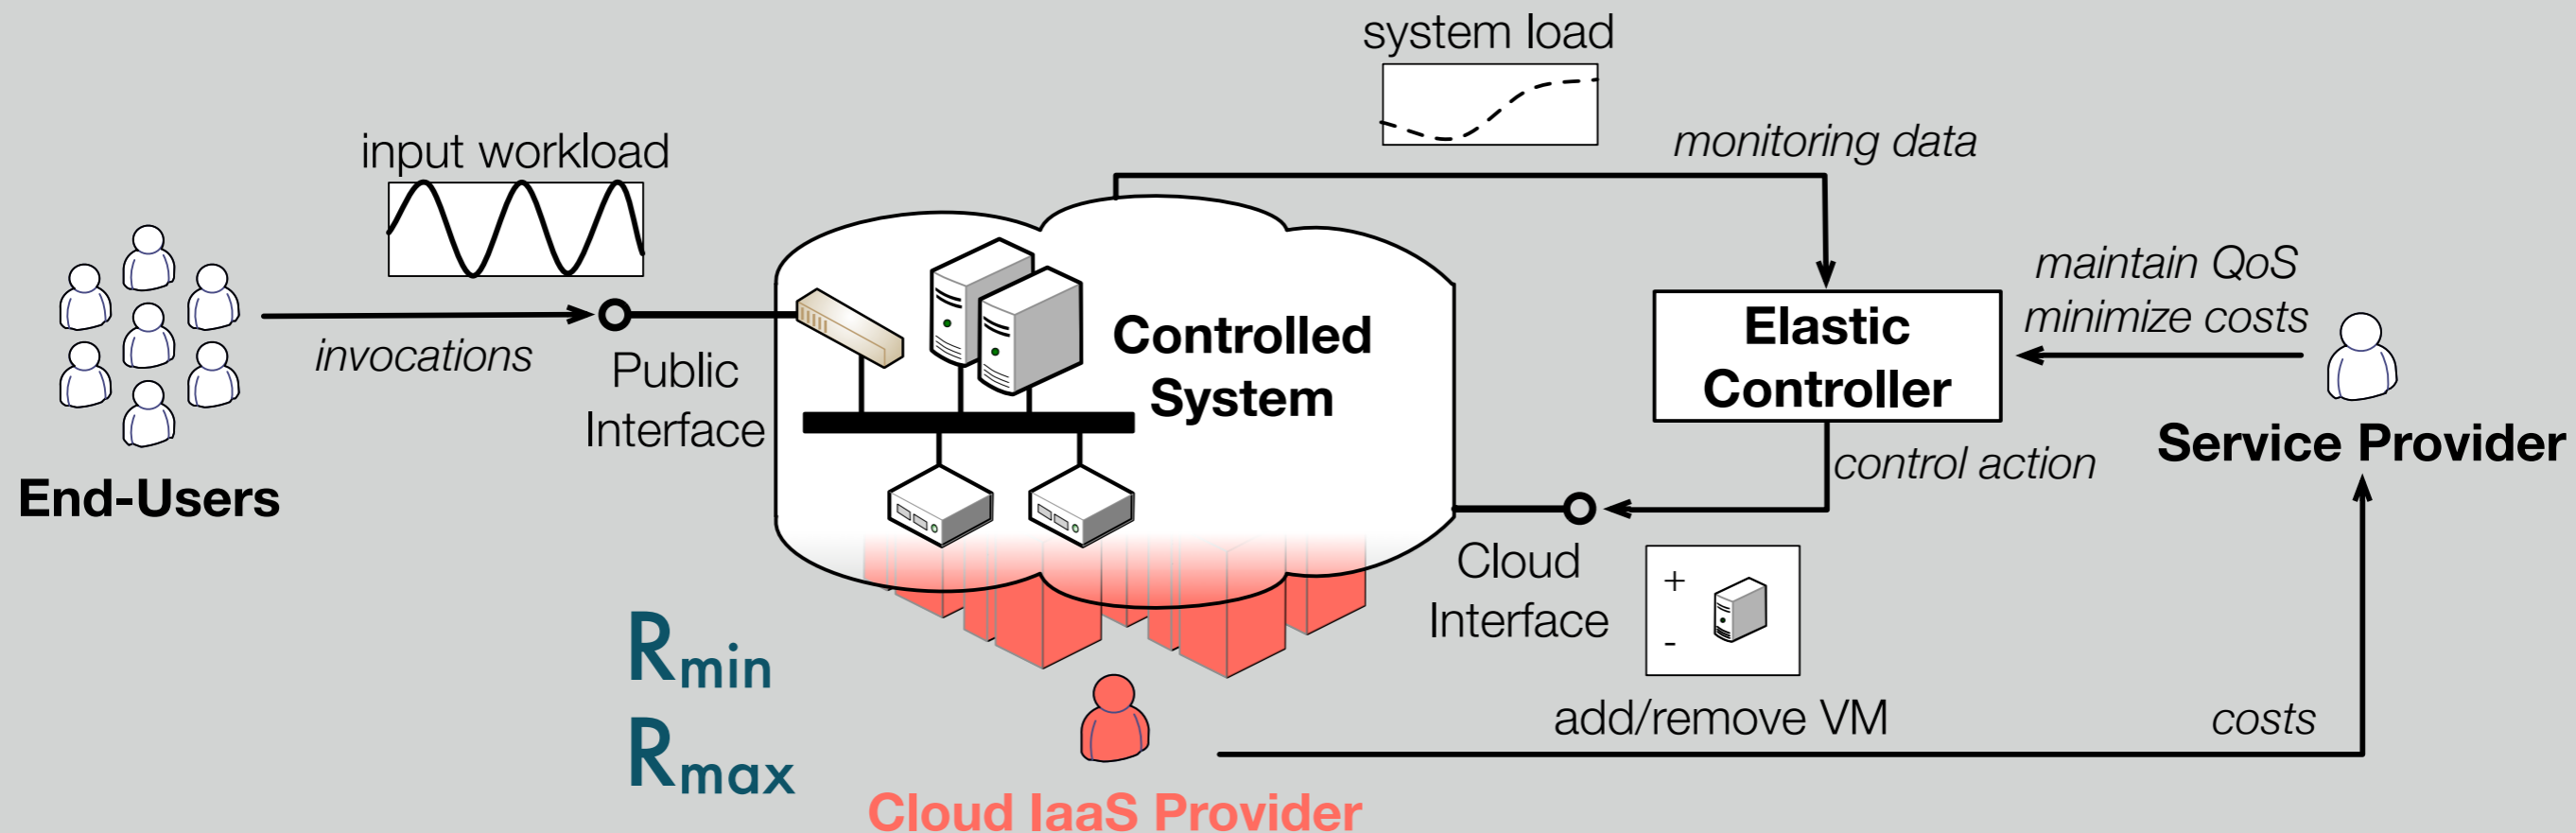 system load
input workload
monitoring data
maintain QoS
minimize costs
invocations
Public
Interface
Controlled
System
Elastic
Controller
End-Users
control action
Service Provider
Cloud
Interface
+
-
Rmin
Rmax
add/remove VM
costs
Cloud IaaS Provider